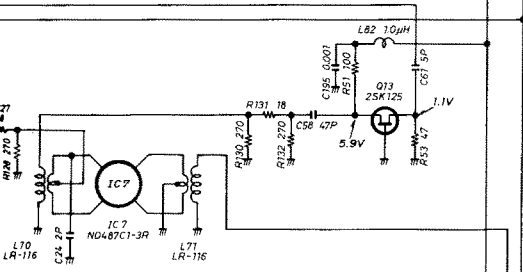 L82 1.0μH
C195 0.001
R51 100
C61 5P
Q13
2SK125
1.1V
R131 18
C58 47P
5.9V
R53 47
R130 270
R132 270
27
R128 270
IC7
IC7
ND487C1-3R
L70
LR-116
C24 2P
L71
LR-116